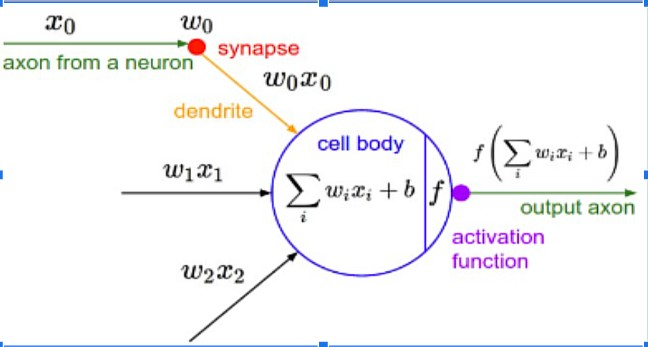 x₀ w₀
synapse
axon from a neuron
w₀x₀
dendrite
cell body
f(∑ᵢ wᵢxᵢ + b)
w₁x₁
∑ᵢ wᵢxᵢ + b f
output axon
activation
function
w₂x₂